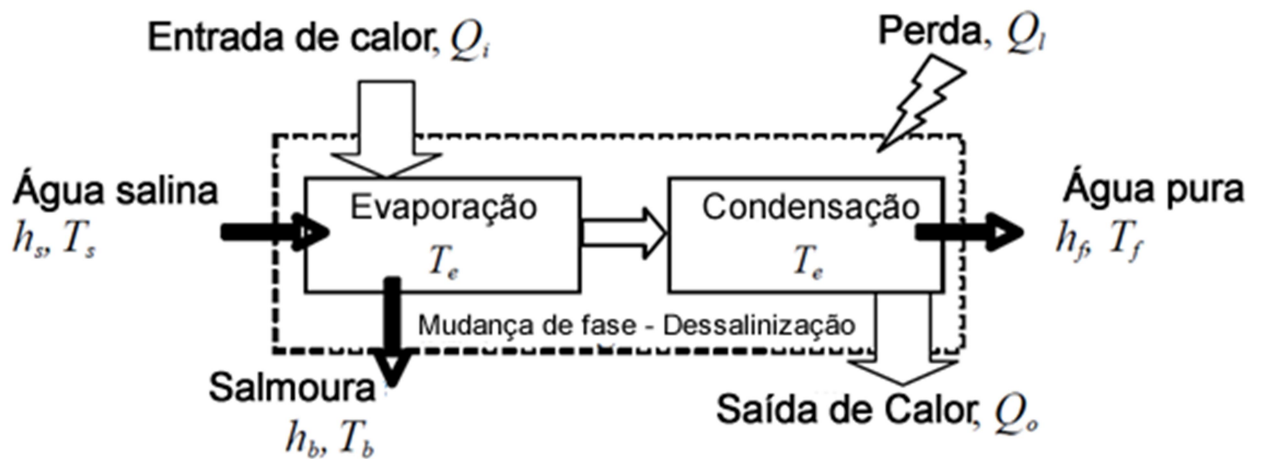 Entrada de calor, Qi
Perda, Ql
Água salina
hs, Ts
Evaporação
Te
Condensação
Te
Água pura
hf, Tf
Mudança de fase - Dessalinização
Salmoura
hb, Tb
Saída de Calor, Qo